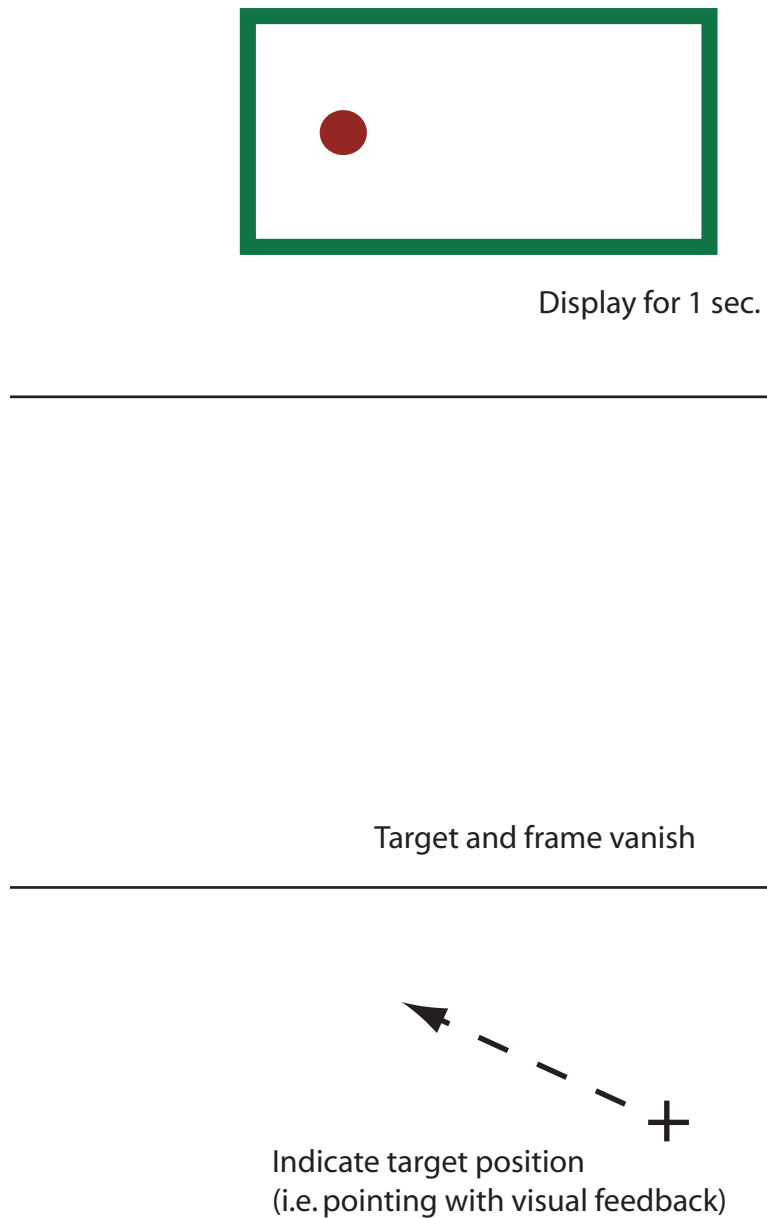 Display for 1 sec.
Target and frame vanish
Indicate target position
(i.e. pointing with visual feedback)